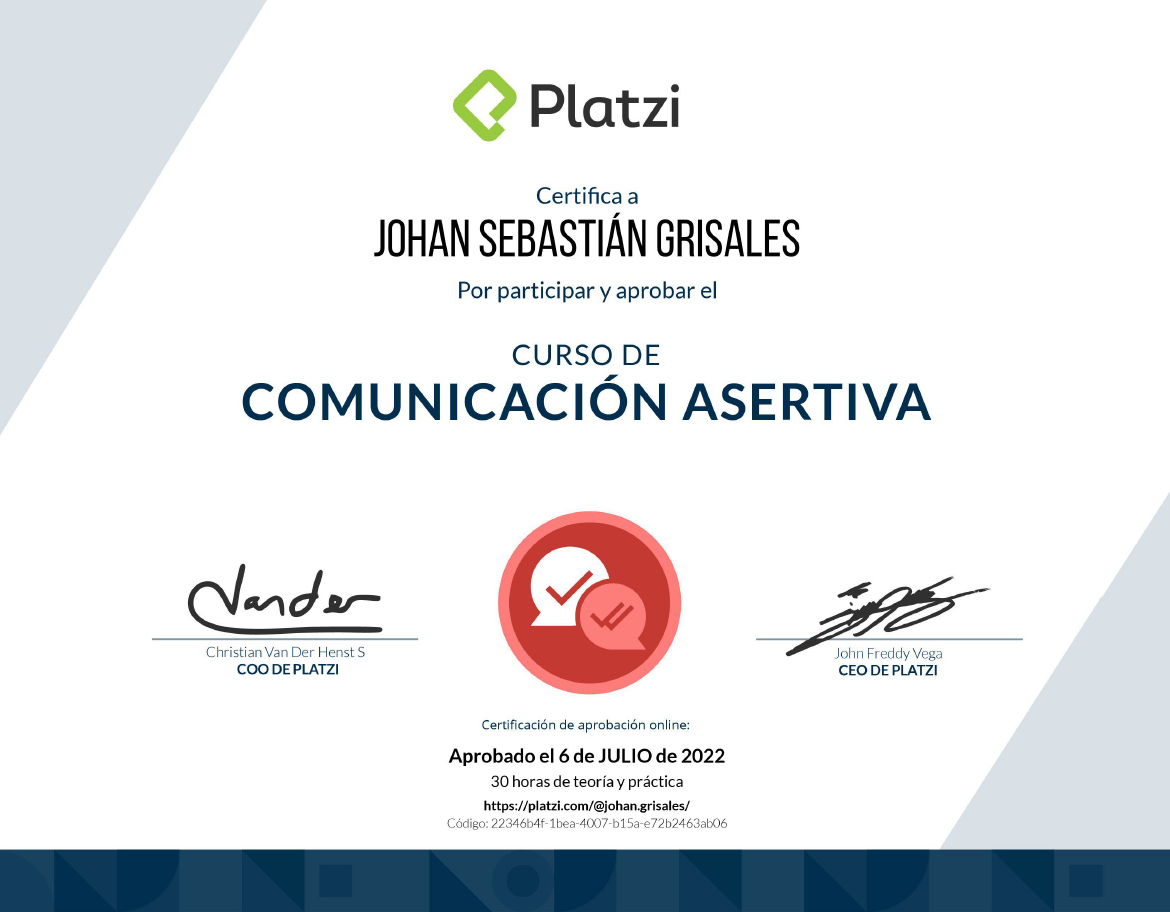 Platzi
Certifica a
JOHAN SEBASTIÁN GRISALES
Por participar y aprobar el
CURSO DE
COMUNICACIÓN ASERTIVA
Vander
Christian Van Der Henst S
COO DE PLATZI
John Freddy Vega
CEO DE PLATZI
Certificación de aprobación online:
Aprobado el 6 de JULIO de 2022
30 horas de teoría y práctica
https://platzi.com/@johan.grisales/
Código: 22346b4f-1bea-4007-b15a-e72b2463ab06